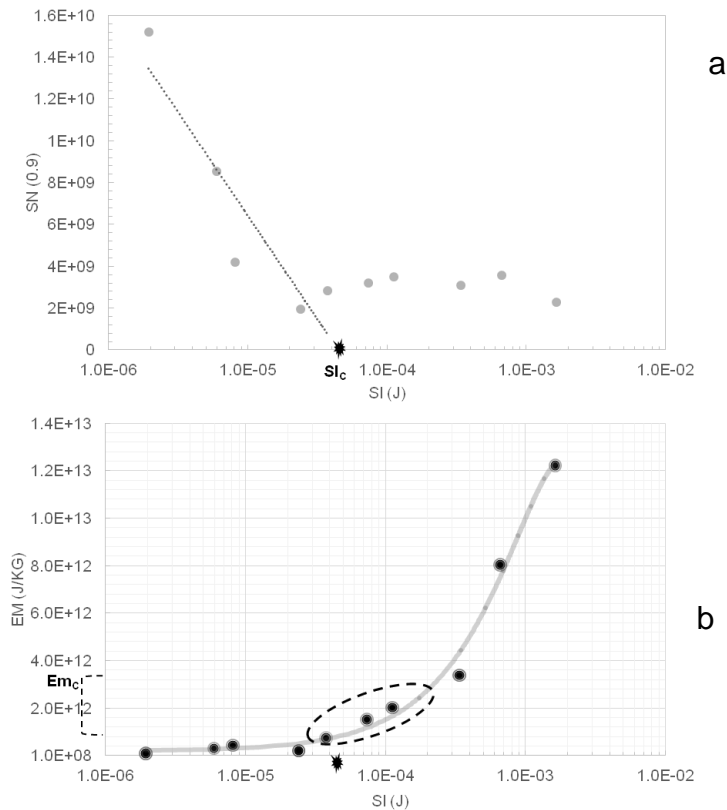 a
SN (0.9)
1.6E+10
1.4E+10
1.2E+10
1E+10
8E+09
6E+09
4E+09
2E+09
0
1.0E-06
1.0E-05
SIc
1.0E-04
1.0E-03
1.0E-02
SI (J)
b
EM (J/KG)
1.4E+13
1.2E+13
1.0E+13
8.0E+12
6.0E+12
4.0E+12
Emc
2.0E+12
1.0E+08
1.0E-06
1.0E-05
1.0E-04
1.0E-03
1.0E-02
SI (J)